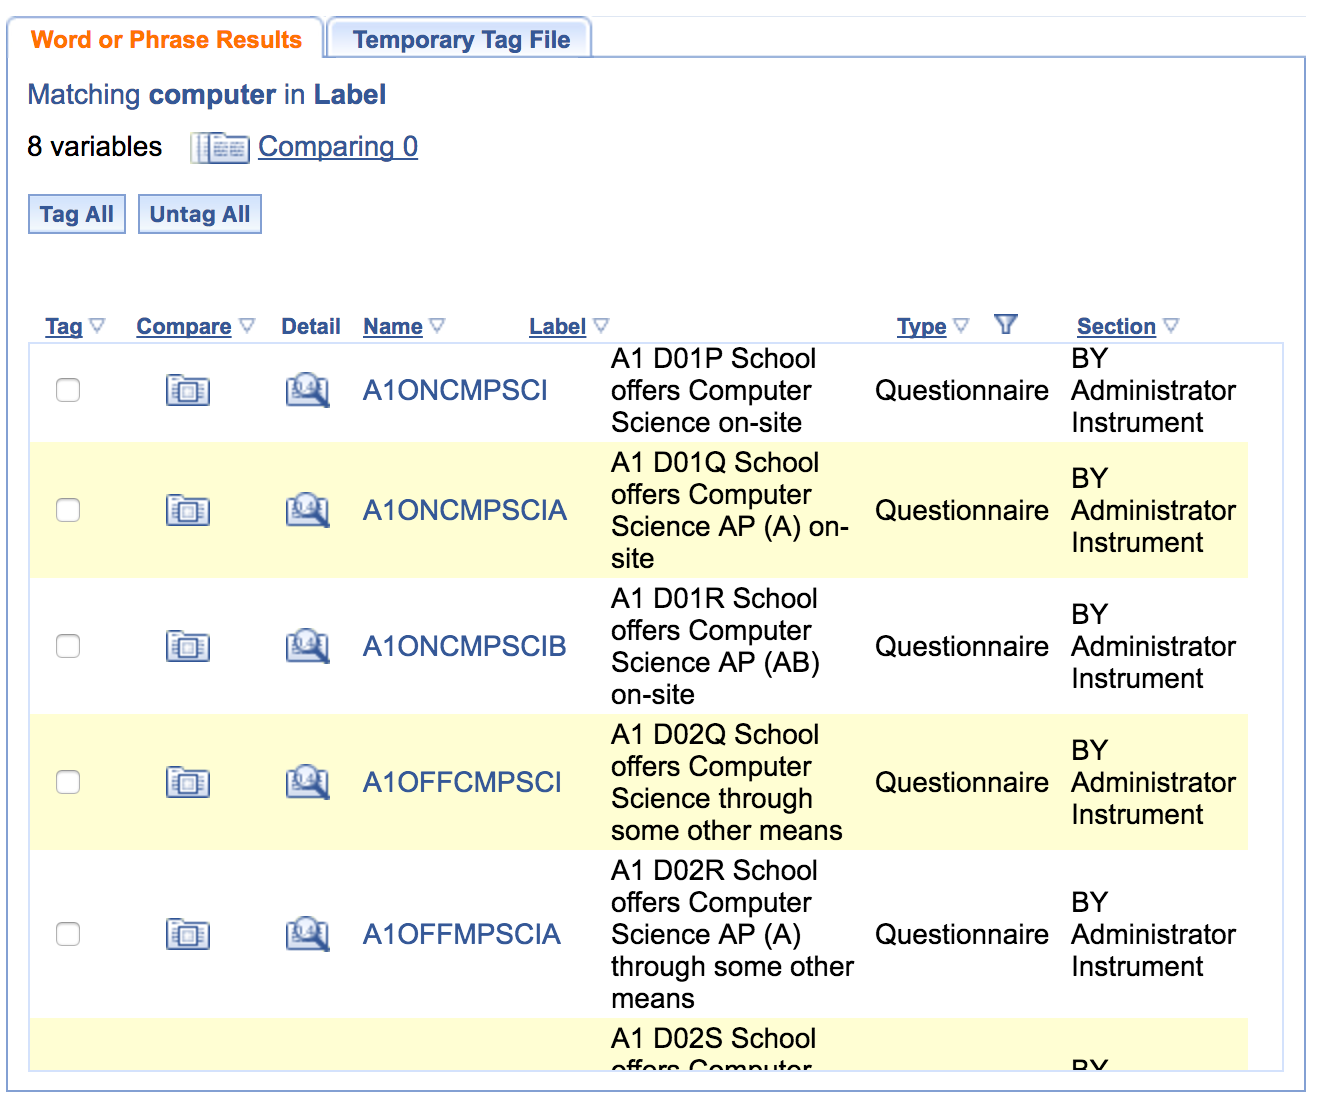 Word or Phrase Results
Temporary Tag File
Matching computer in Label
8 variables Comparing 0
Tag All Untag All
Tag Compare Detail Name Label Type Section
A1ONCMPSCI
A1 D01P School
offers Computer
Science on-site
Questionnaire
BY
Administrator
Instrument
A1ONCMPSCIA
A1 D01Q School
offers Computer
Science AP (A) on-
site
Questionnaire
BY
Administrator
Instrument
A1ONCMPSCIB
A1 D01R School
offers Computer
Science AP (AB)
on-site
Questionnaire
BY
Administrator
Instrument
A1OFFCMPSCI
A1 D02Q School
offers Computer
Science through
some other means
Questionnaire
BY
Administrator
Instrument
A1OFFMPSCIA
A1 D02R School
offers Computer
Science AP (A)
through some other
means
Questionnaire
BY
Administrator
Instrument
A1 D02S School
offers Computer
BY